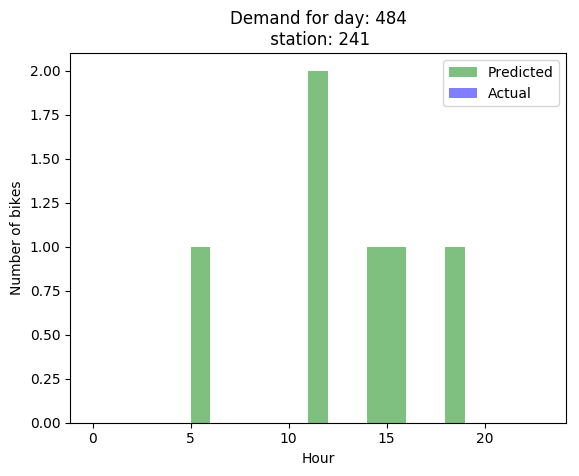 Demand for day: 484
station: 241
Predicted
Actual
2.00
1.75
1.50
1.25
1.00
0.75
0.50
0.25
0.00
Number of bikes
0 5 10 15 20
Hour